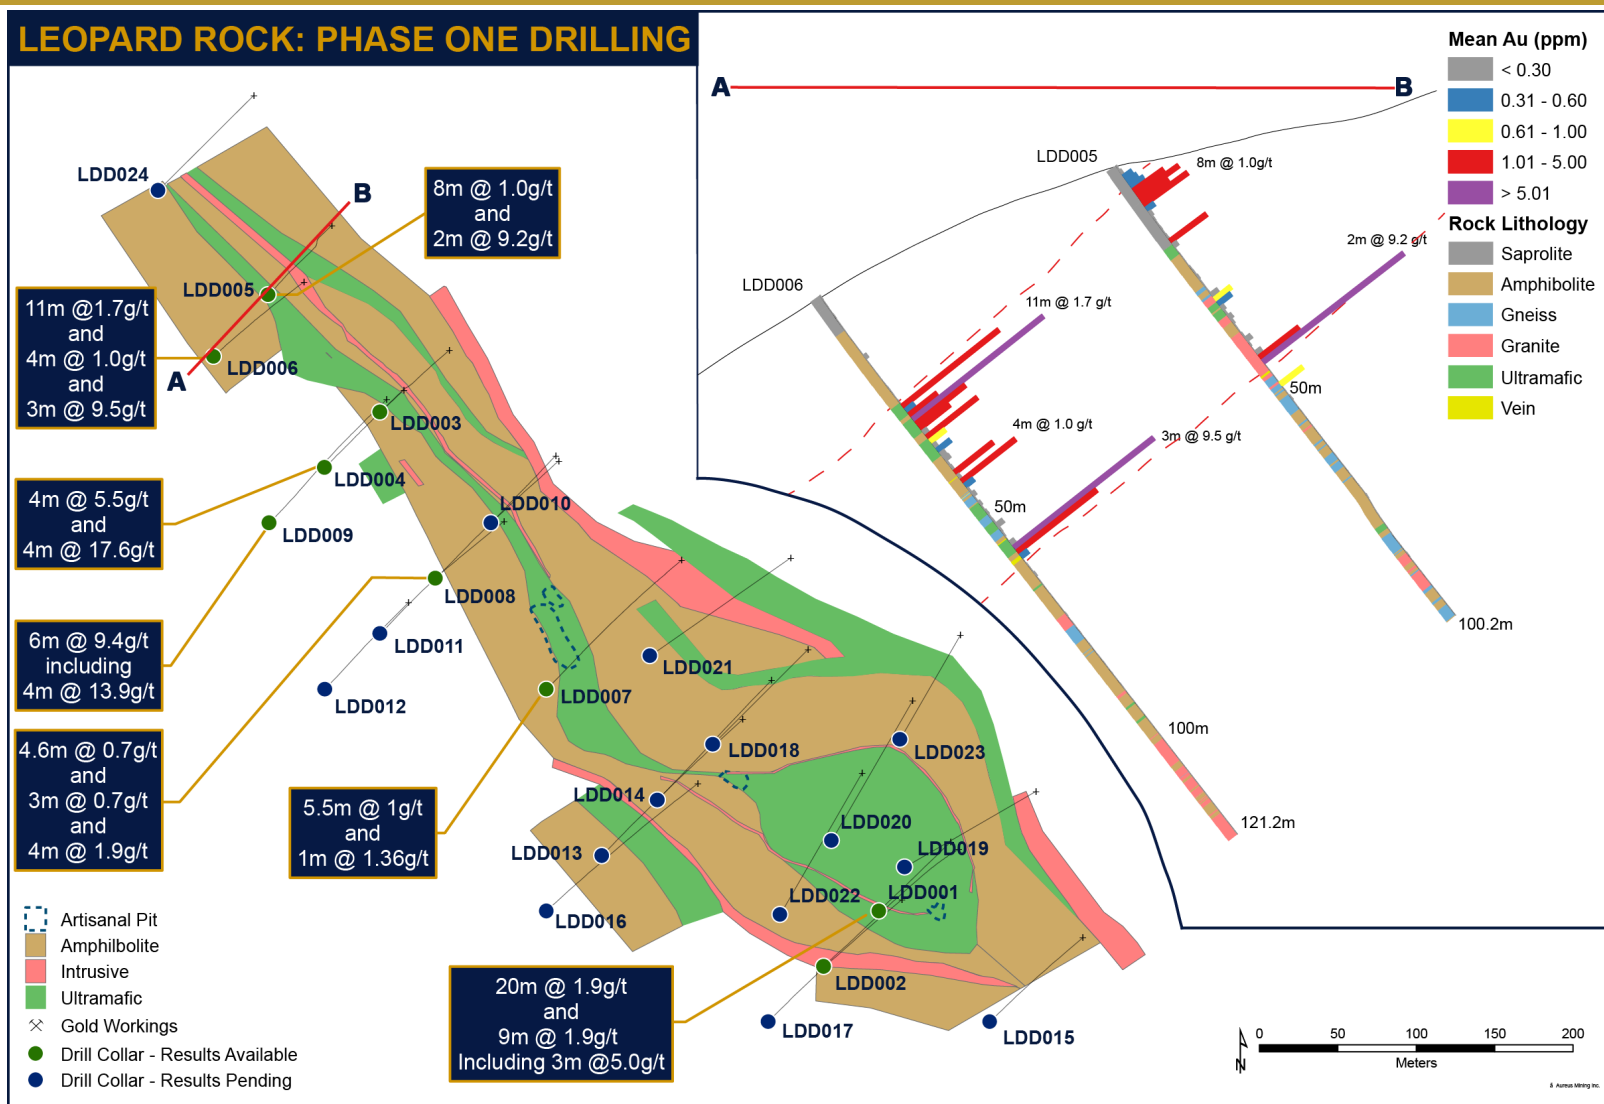 LEOPARD ROCK: PHASE ONE DRILLING
LDD024
B
8m @ 1.0g/t
and
2m @ 9.2g/t
LDD005
11m @1.7g/t
and
4m @ 1.0g/t
and
3m @ 9.5g/t
LDD006
A
LDD003
LDD004
4m @ 5.5g/t
and
4m @ 17.6g/t
LDD010
LDD009
LDD008
6m @ 9.4g/t
including
4m @ 13.9g/t
LDD011
LDD012
LDD021
LDD007
4.6m @ 0.7g/t
and
3m @ 0.7g/t
and
4m @ 1.9g/t
LDD018
LDD023
LDD014
5.5m @ 1g/t
and
1m @ 1.36g/t
LDD020
LDD013
LDD019
LDD022
LDD001
LDD016
LDD002
20m @ 1.9g/t
and
9m @ 1.9g/t
Including 3m @5.0g/t
LDD017
LDD015
Artisanal Pit
Amphilbolite
Intrusive
Ultramafic
Gold Workings
Drill Collar - Results Available
Drill Collar - Results Pending
A
B
LDD005
8m @ 1.0g/t
2m @ 9.2 g/t
LDD006
11m @ 1.7 g/t
50m
4m @ 1.0 g/t
3m @ 9.5 g/t
50m
100.2m
100m
121.2m
Mean Au (ppm)
< 0.30
0.31 - 0.60
0.61 - 1.00
1.01 - 5.00
> 5.01
Rock Lithology
Saprolite
Amphibolite
Gneiss
Granite
Ultramafic
Vein
N
0 50 100 150 200
Meters
Aureus Mining Inc.